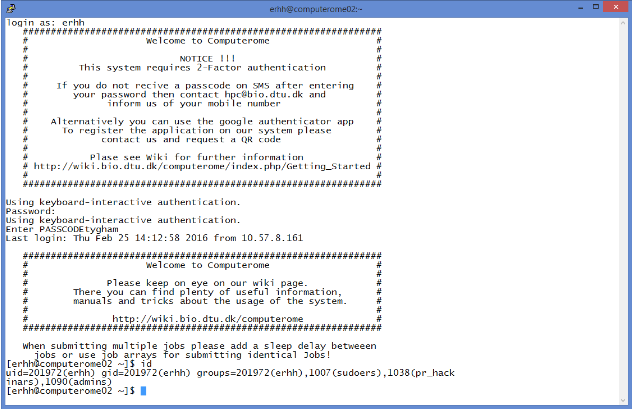 erhh@computerome02:~
login as: erhh
################################################################
# Welcome to Computerome #
# #
# NOTICE !!! #
# This system requires 2-Factor authentication #
# #
# If you do not recive a passcode on SMS after entering #
# your password then contact hpc@bio.dtu.dk and #
# inform us of your mobile number #
# #
# Alternatively you can use the google authenticator app #
# To register the application on our system please #
# contact us and request a QR code #
# #
# Plase see Wiki for further information #
# http://wiki.bio.dtu.dk/computerome/index.php/Getting_Started #
# #
################################################################
Using keyboard-interactive authentication.
Password:
Using keyboard-interactive authentication.
Enter PASSCODEtygham
Last login: Thu Feb 25 14:12:58 2016 from 10.57.8.161
################################################################
# Welcome to Computerome #
# #
# Please keep on eye on our wiki page. #
# There you can find plenty of useful information, #
# manuals and tricks about the usage of the system. #
# #
# http://wiki.bio.dtu.dk/computerome #
################################################################
When submitting multiple jobs please add a sleep delay betweeen
jobs or use job arrays for submitting identical Jobs!
[erhh@computerome02 ~]$ id
uid=201972(erhh) gid=201972(erhh) groups=201972(erhh),1007(sudoers),1038(pr_hack
inars),1090(admins)
[erhh@computerome02 ~]$